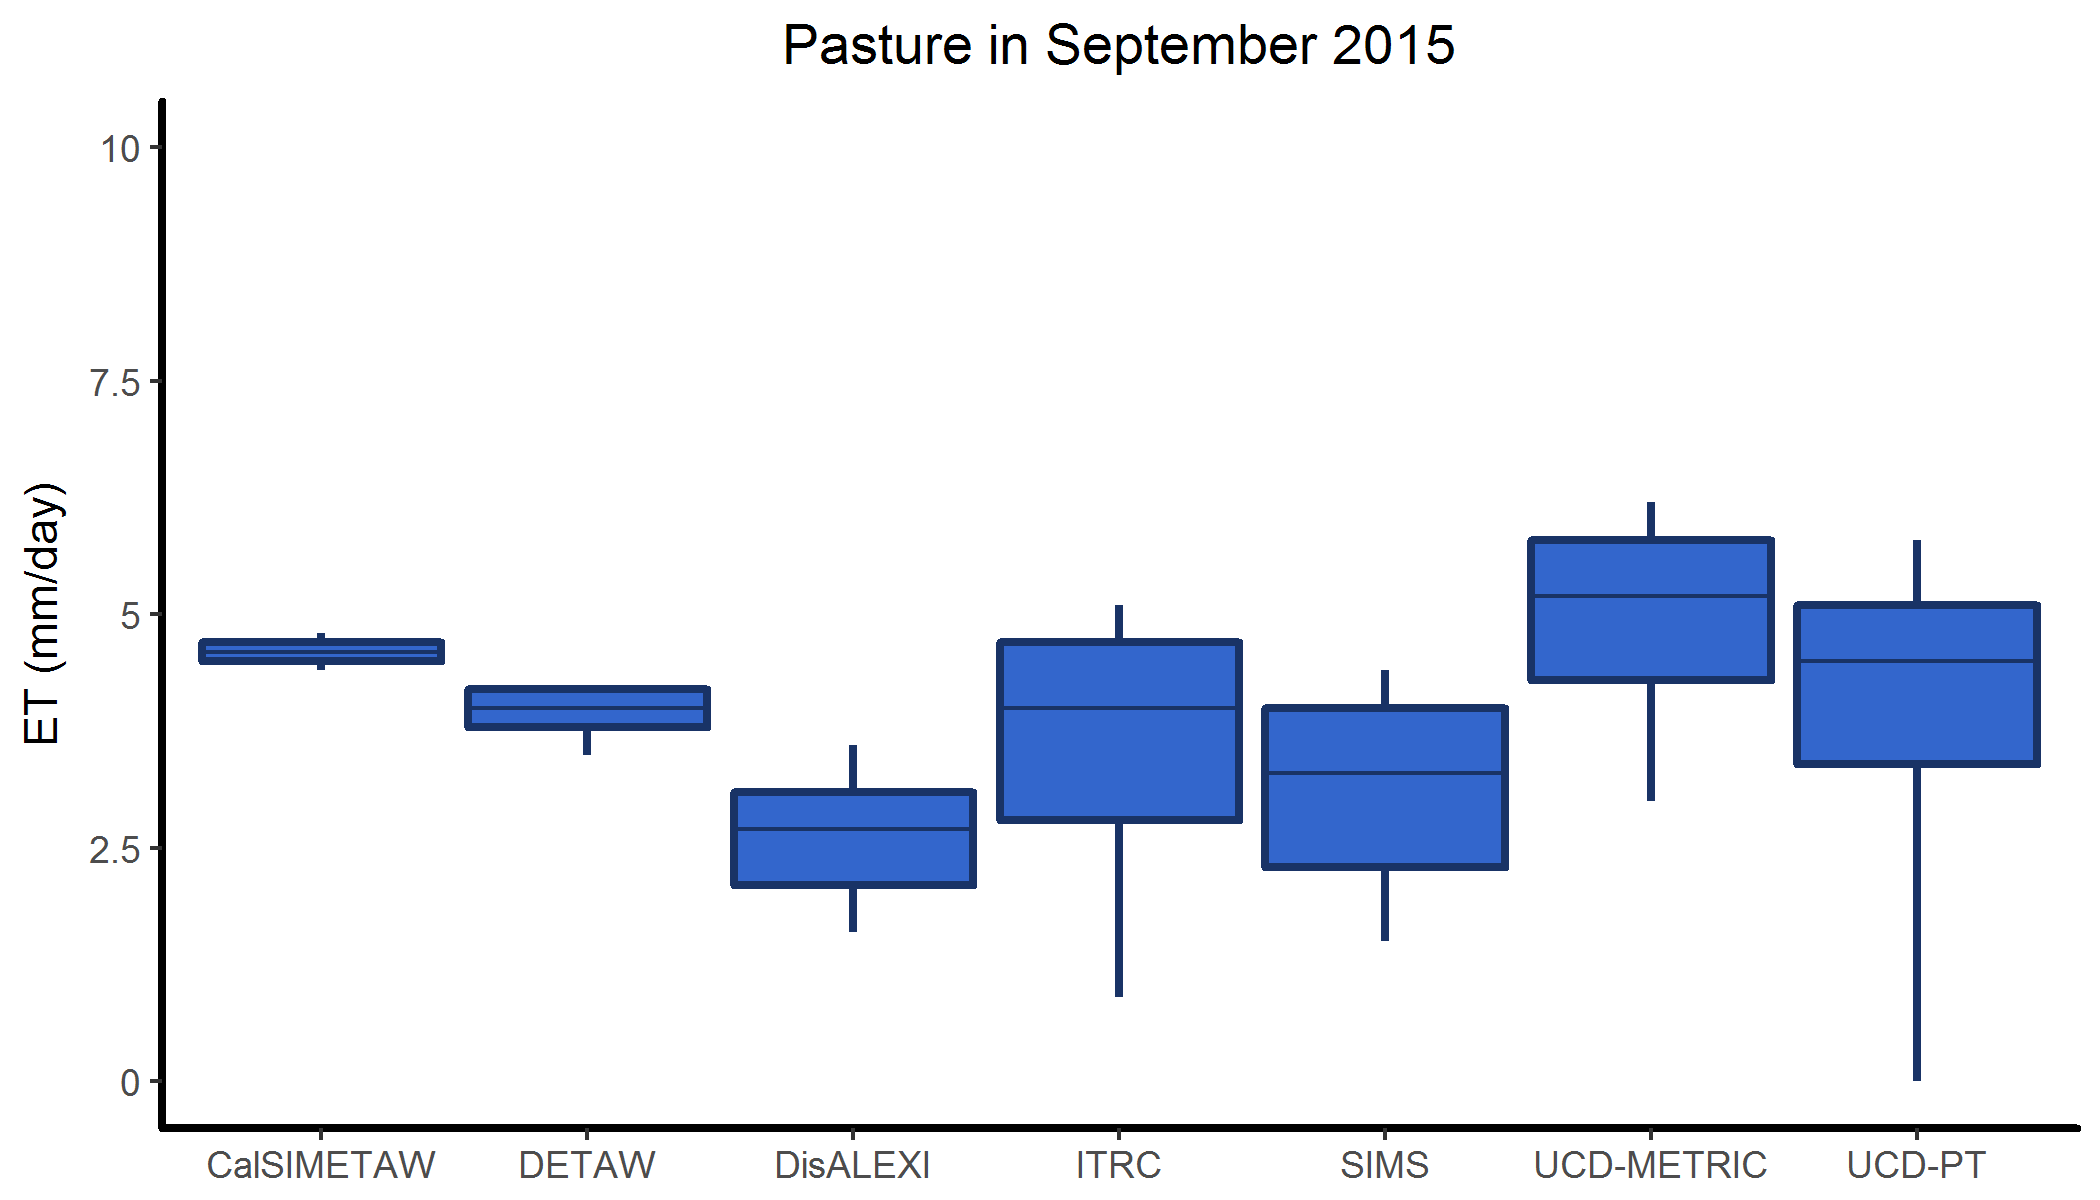 Pasture in September 2015
ET (mm/day)
10
7.5
5
2.5
0
CalSIMETAW
DETAW
DisALEXI
ITRC
SIMS
UCD-METRIC
UCD-PT